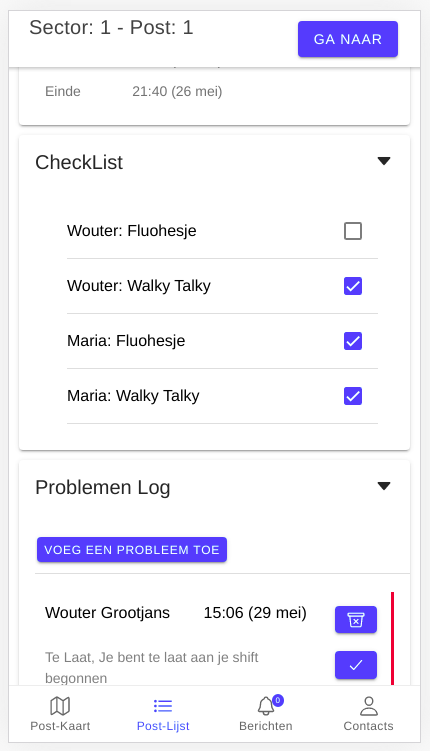 Sector: 1 - Post: 1
GA NAAR
Einde 21:40 (26 mei)
CheckList
Wouter: Fluohesje
Wouter: Walky Talky
Maria: Fluohesje
Maria: Walky Talky
Problemen Log
VOEG EEN PROBLEEM TOE
Wouter Grootjans 15:06 (29 mei)
Te Laat, Je bent te laat aan je shift
begonnen
0
Post-Kaart Post-Lijst Berichten Contacts